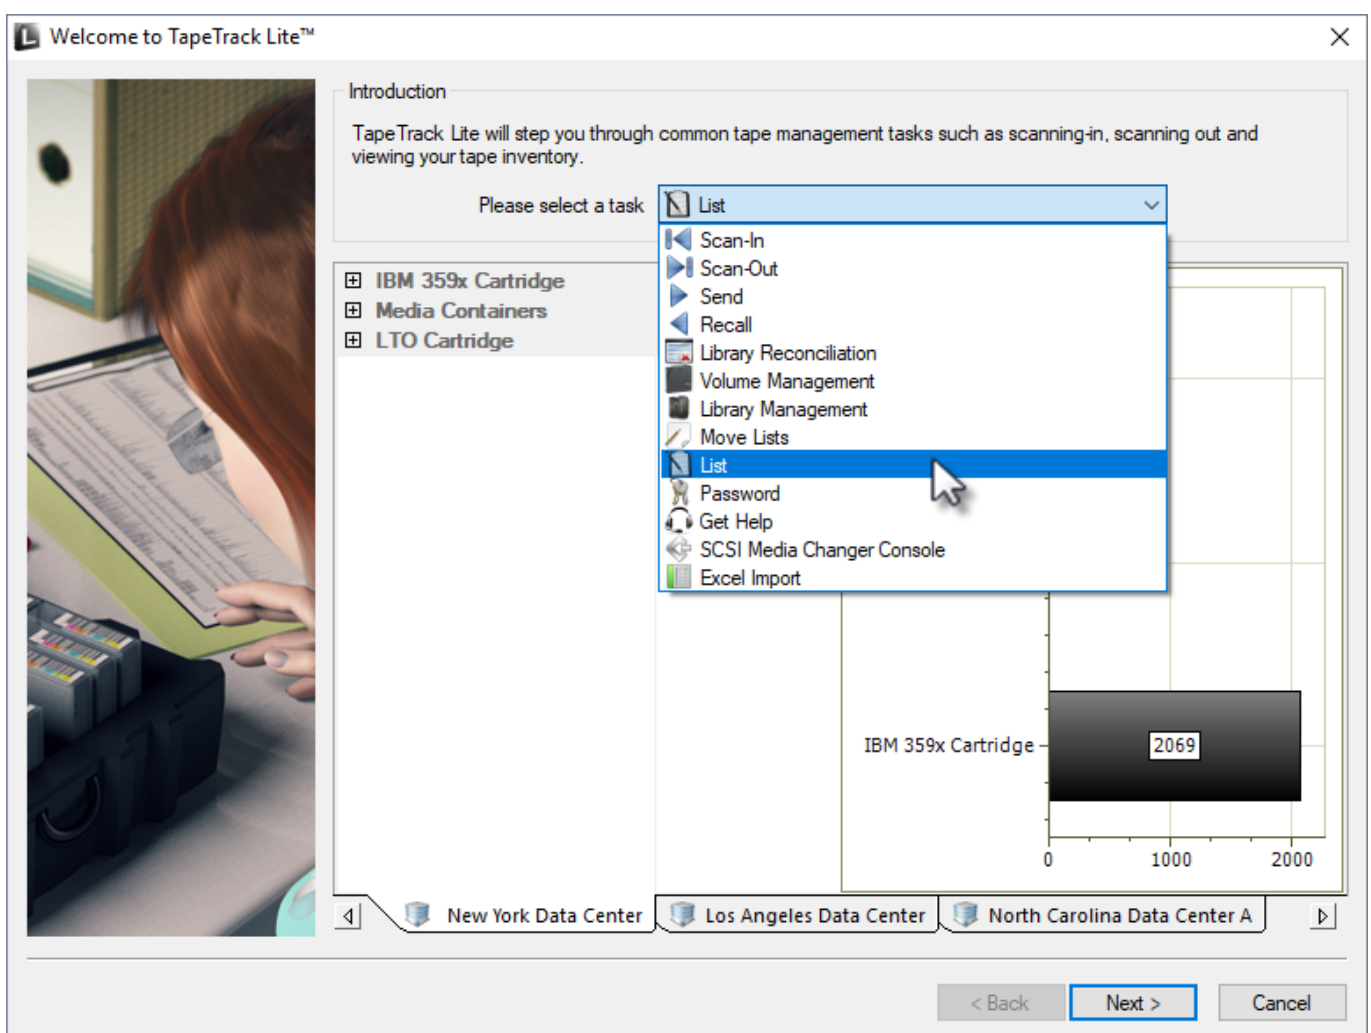 Welcome to TapeTrack Lite™
Introduction
TapeTrack Lite will step you through common tape management tasks such as scanning-in, scanning out and
viewing your tape inventory.
Please select a task
List
Scan-In
Scan-Out
Send
Recall
Library Reconciliation
Volume Management
Library Management
Move Lists
List
Password
Get Help
SCSI Media Changer Console
Excel Import
IBM 359x Cartridge
Media Containers
LTO Cartridge
IBM 359x Cartridge
2069
0 1000 2000
New York Data Center
Los Angeles Data Center
North Carolina Data Center A
< Back
Next >
Cancel